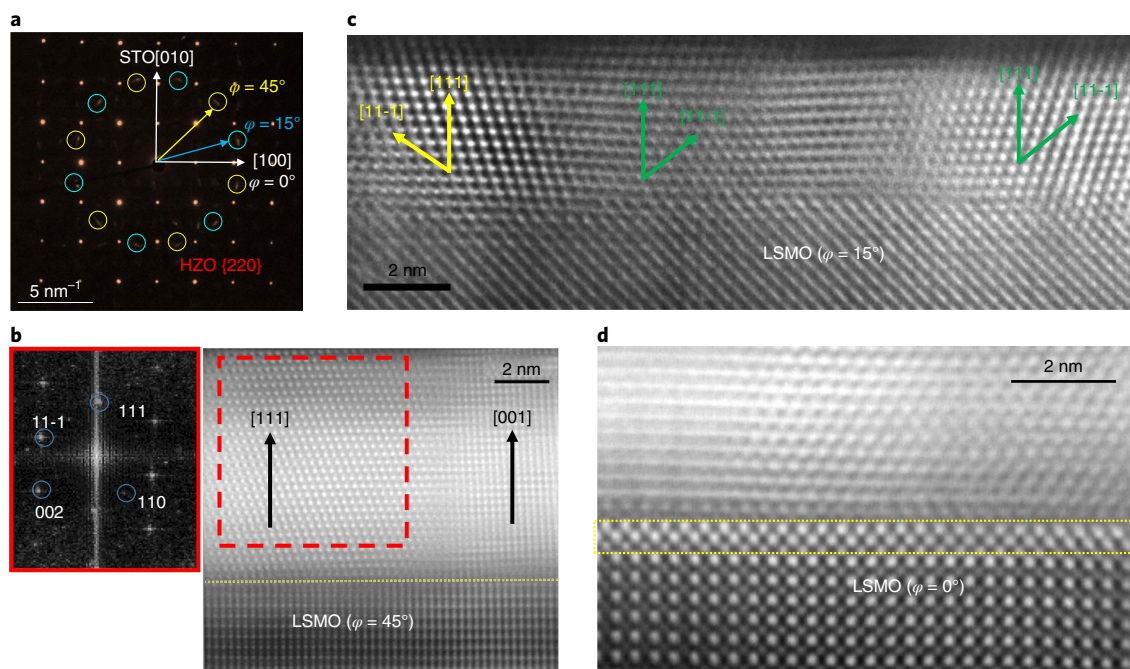 a
STO[010]
φ = 45°
φ = 15°
[100]
φ = 0°
HZO {220}
5 nm⁻¹
c
[111]
[11-1]
[111]
[11-1]
[111]
[11-1]
LSMO (φ = 15°)
2 nm
b
111
11-1
002
110
[111]
[001]
2 nm
LSMO (φ = 45°)
d
2 nm
LSMO (φ = 0°)